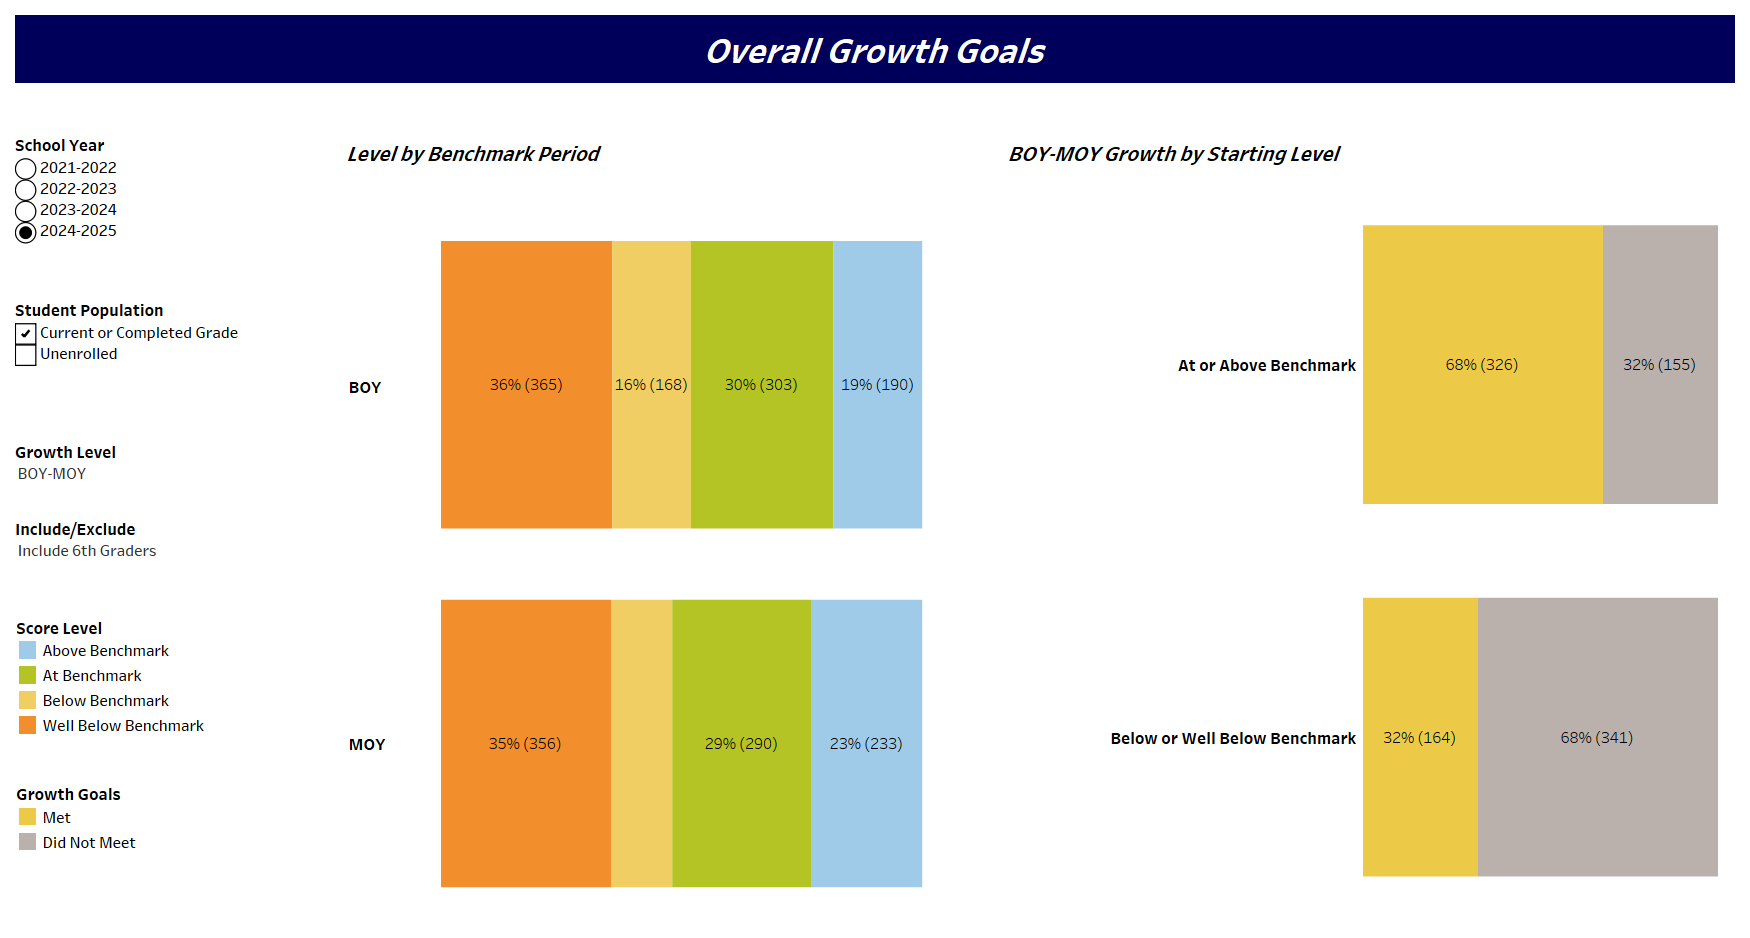 Overall Growth Goals
School Year
2021-2022
2022-2023
2023-2024
2024-2025
Student Population
Current or Completed Grade
Unenrolled
Growth Level
BOY-MOY
Include/Exclude
Include 6th Graders
Score Level
Above Benchmark
At Benchmark
Below Benchmark
Well Below Benchmark
Growth Goals
Met
Did Not Meet
Level by Benchmark Period
BOY
36% (365)
16% (168)
30% (303)
19% (190)
MOY
35% (356)
29% (290)
23% (233)
BOY-MOY Growth by Starting Level
At or Above Benchmark
68% (326)
32% (155)
Below or Well Below Benchmark
32% (164)
68% (341)